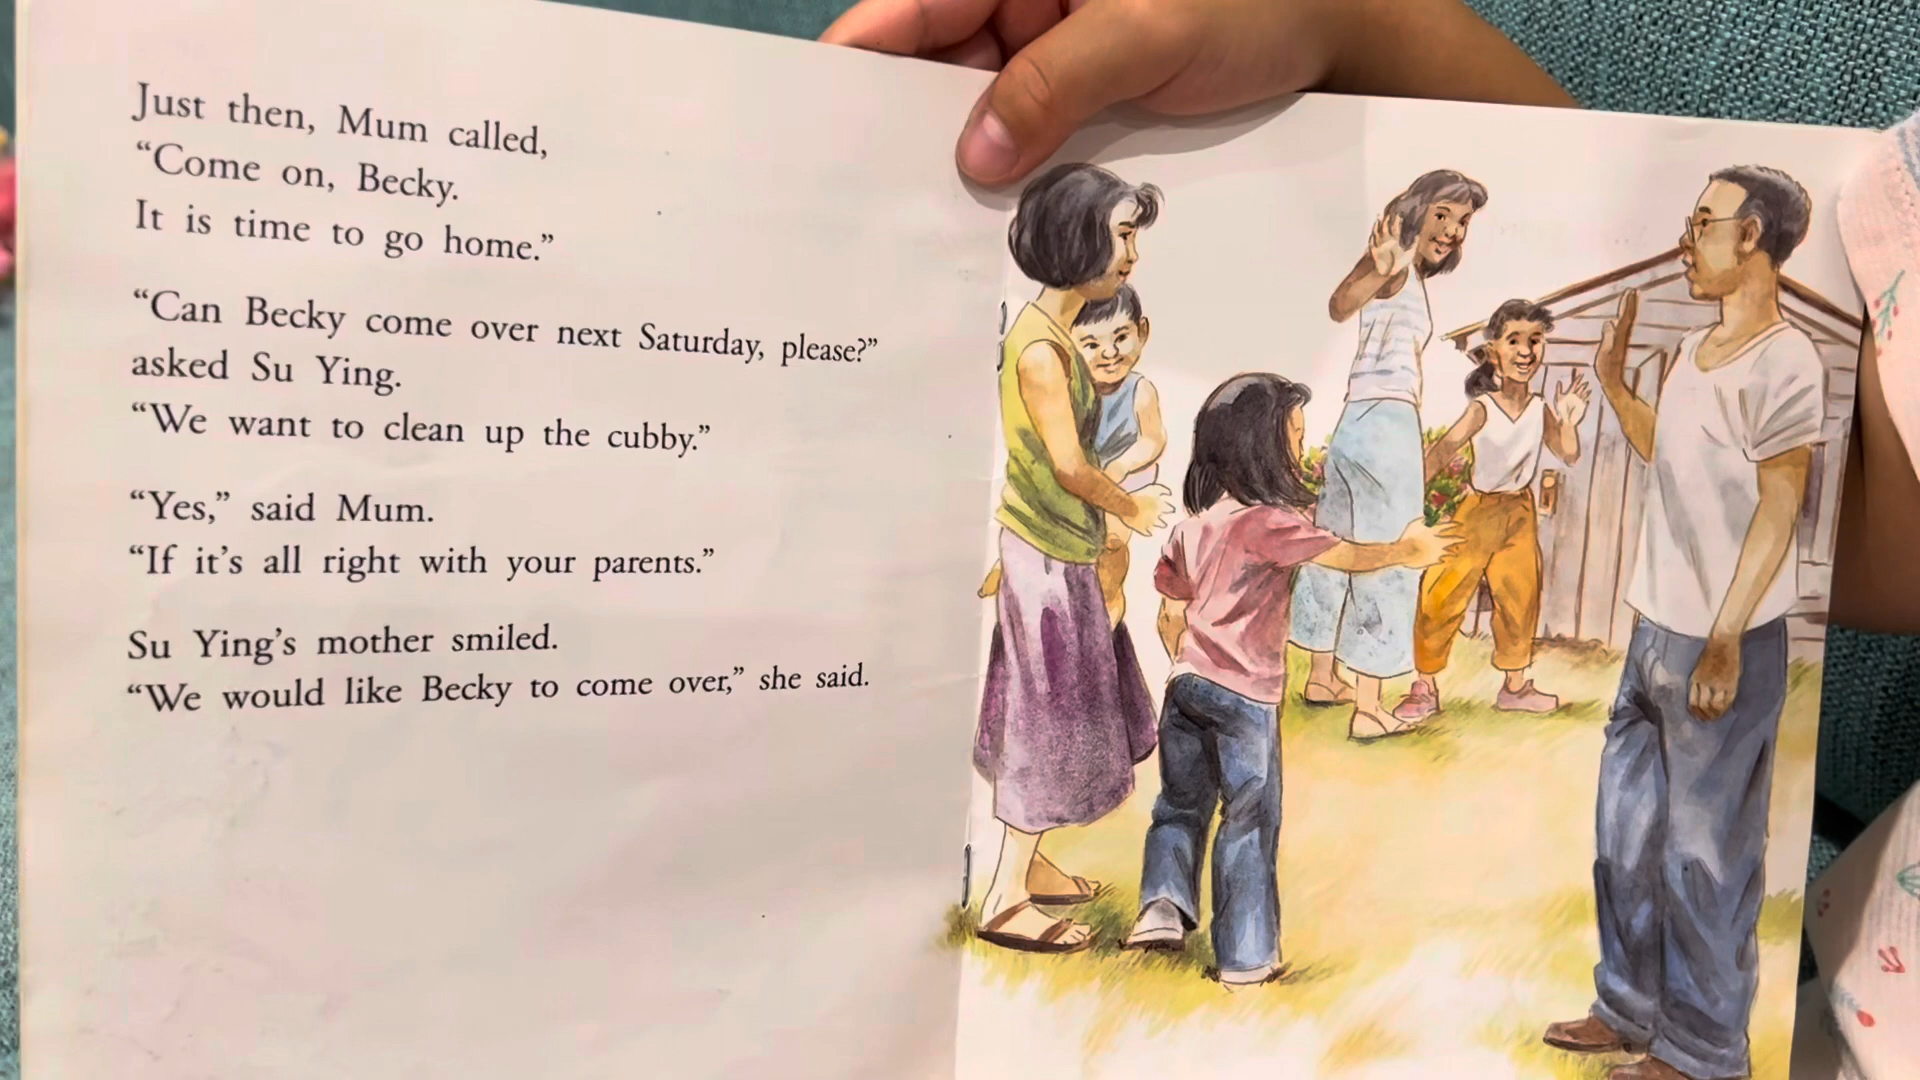 Just then, Mum called,
“Come on, Becky.
It is time to go home.”
“Can Becky come over next Saturday, please?”
asked Su Ying.
“We want to clean up the cubby.”
“Yes,” said Mum.
“If it’s all right with your parents.”
Su Ying’s mother smiled.
“We would like Becky to come over,” she said.